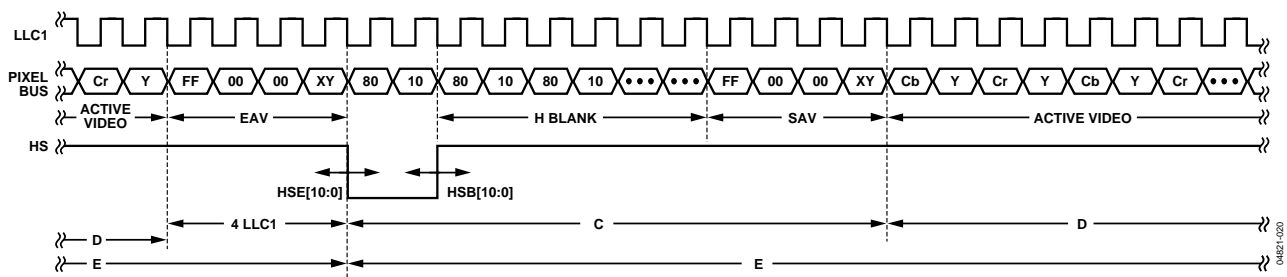 LLC1
PIXEL BUS Cr Y FF 00 00 XY 80 10 80 10 80 10 ••• ••• FF 00 00 XY Cb Y Cr Y Cb Y Cr •••
ACTIVE VIDEO EAV H BLANK SAV ACTIVE VIDEO
HS
HSE[10:0] HSB[10:0]
4 LLC1 C D
D
E E
04821-020